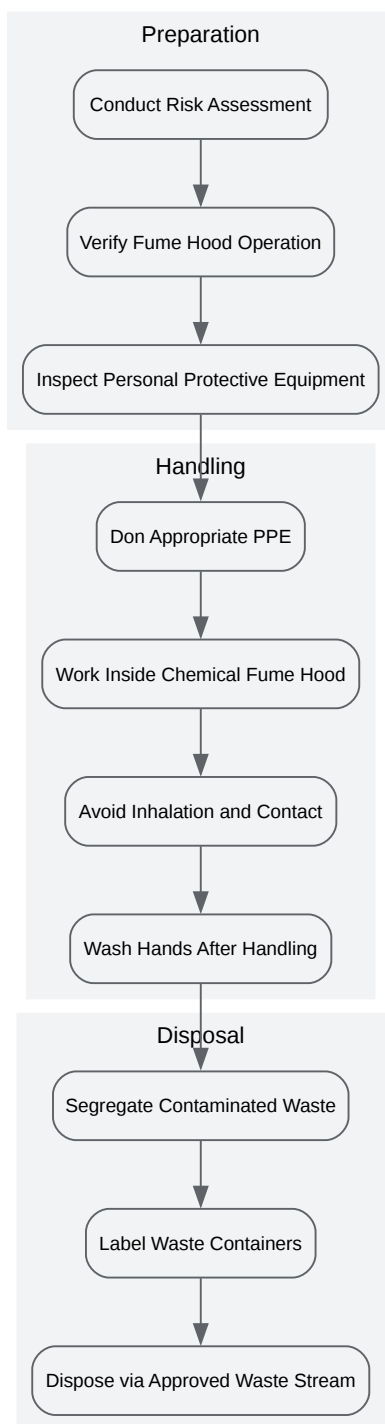 Preparation
Conduct Risk Assessment
Verify Fume Hood Operation
Inspect Personal Protective Equipment
Handling
Don Appropriate PPE
Work Inside Chemical Fume Hood
Avoid Inhalation and Contact
Wash Hands After Handling
Disposal
Segregate Contaminated Waste
Label Waste Containers
Dispose via Approved Waste Stream